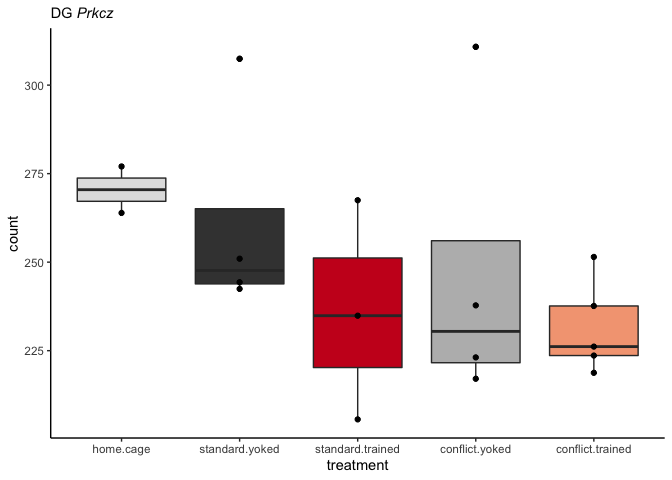 DG Prkcz
300
275
250
225
count
home.cage standard.yoked standard.trained conflict.yoked conflict.trained
treatment